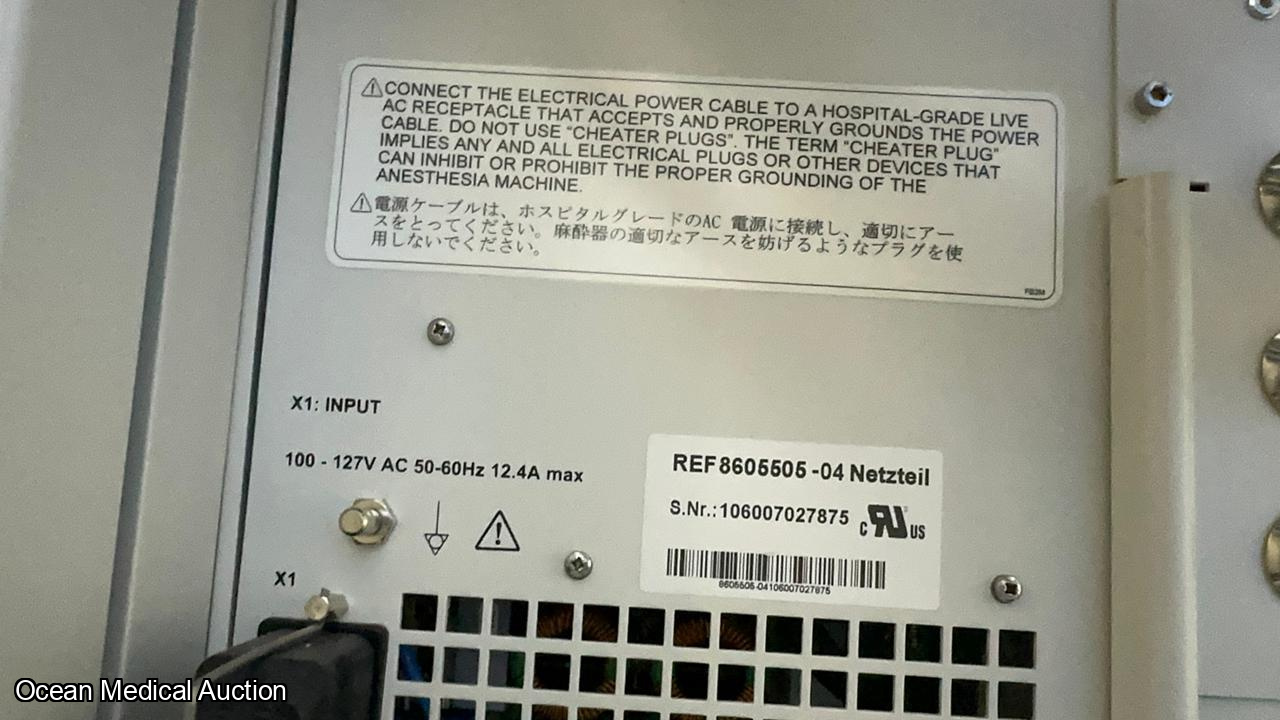 ⚠CONNECT THE ELECTRICAL POWER CABLE TO A HOSPITAL-GRADE LIVE
AC RECEPTACLE THAT ACCEPTS AND PROPERLY GROUNDS THE POWER
CABLE. DO NOT USE "CHEATER PLUGS". THE TERM "CHEATER PLUG"
IMPLIES ANY AND ALL ELECTRICAL PLUGS OR OTHER DEVICES THAT
CAN INHIBIT OR PROHIBIT THE PROPER GROUNDING OF THE
ANESTHESIA MACHINE.
⚠電源ケーブルは、ホスピタルグレードのAC 電源に接続し、適切にアー
スをとってください。麻酔器の適切なアースを妨げるようなプラグを使
用しないでください。
X1: INPUT
100 - 127V AC 50-60Hz 12.4A max
REF8605505-04 Netzteil
S.Nr.:106007027875
c RU US
8605505-04106007027875
X1
Ocean Medical Auction